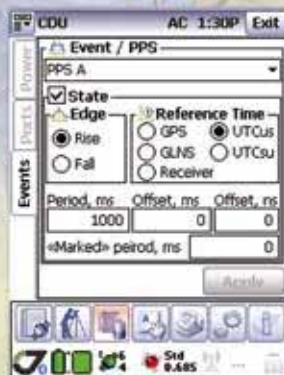 CDU AC 1:30P Exit
Power
Ports
Events
Event / PPS
PPS A
State
Edge
Rise
Fall
Reference Time
GPS UTCus
GLNS UTCsu
Receiver
Period, ms Offset, ms Offset, ns
1000 0 0
«Marked» peirod, ms 0
Apply
Std
0.685